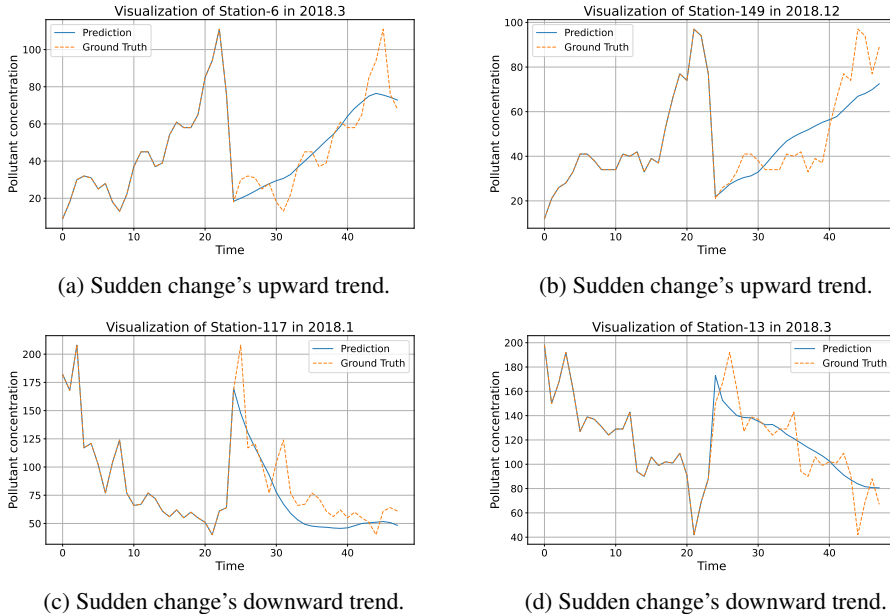 Visualization of Station-6 in 2018.3
Prediction
Ground Truth
Pollutant concentration
100
80
60
40
20
0
10
20
30
40
Time
(a) Sudden change's upward trend.
Visualization of Station-149 in 2018.12
Prediction
Ground Truth
Pollutant concentration
100
80
60
40
20
0
10
20
30
40
Time
(b) Sudden change's upward trend.
Visualization of Station-117 in 2018.1
Prediction
Ground Truth
Pollutant concentration
200
175
150
125
100
75
50
0
10
20
30
40
Time
(c) Sudden change's downward trend.
Visualization of Station-13 in 2018.3
Prediction
Ground Truth
Pollutant concentration
200
180
160
140
120
100
80
60
40
0
10
20
30
40
Time
(d) Sudden change's downward trend.